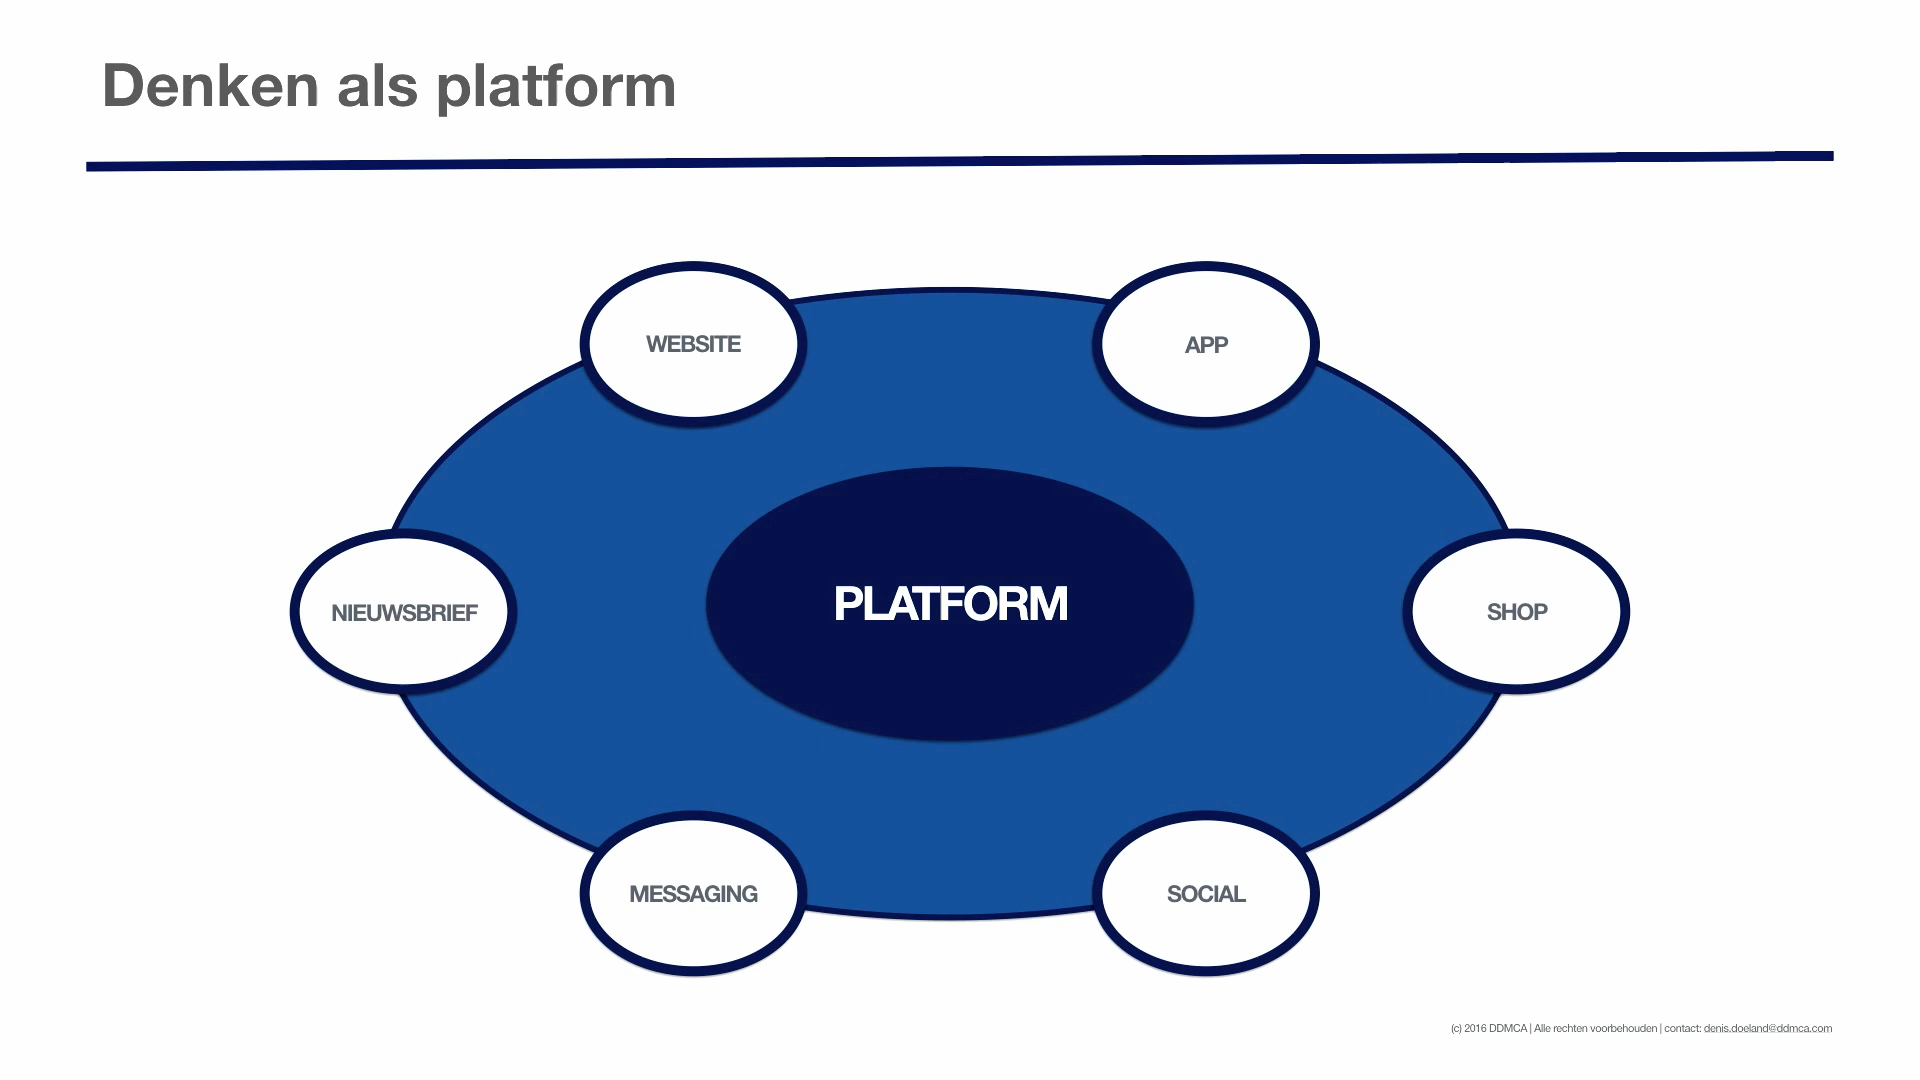 Denken als platform
WEBSITE
APP
NIEUWSBRIEF
PLATFORM
SHOP
MESSAGING
SOCIAL
(c) 2016 DDMCA | Alle rechten voorbehouden | contact: denis.doeland@ddmca.com